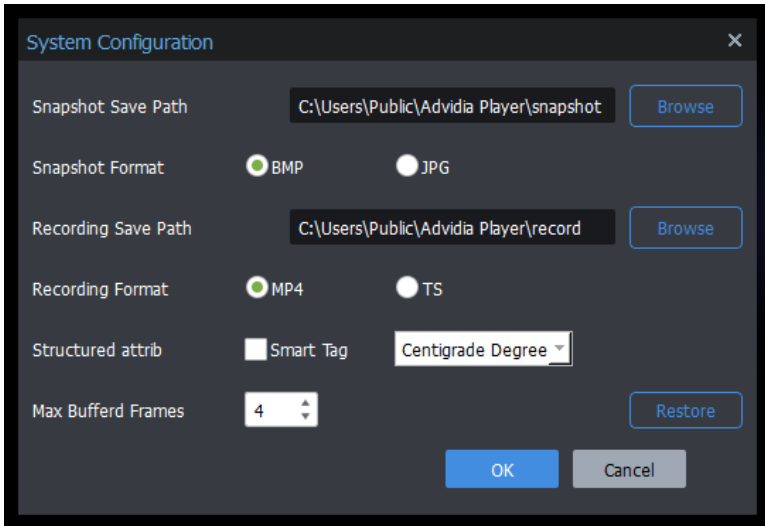 System Configuration
Snapshot Save Path C:\Users\Public\Advidia Player\snapshot Browse
Snapshot Format BMP JPG
Recording Save Path C:\Users\Public\Advidia Player\record Browse
Recording Format MP4 TS
Structured attrib Smart Tag Centigrade Degree
Max Bufferd Frames 4 Restore
OK Cancel